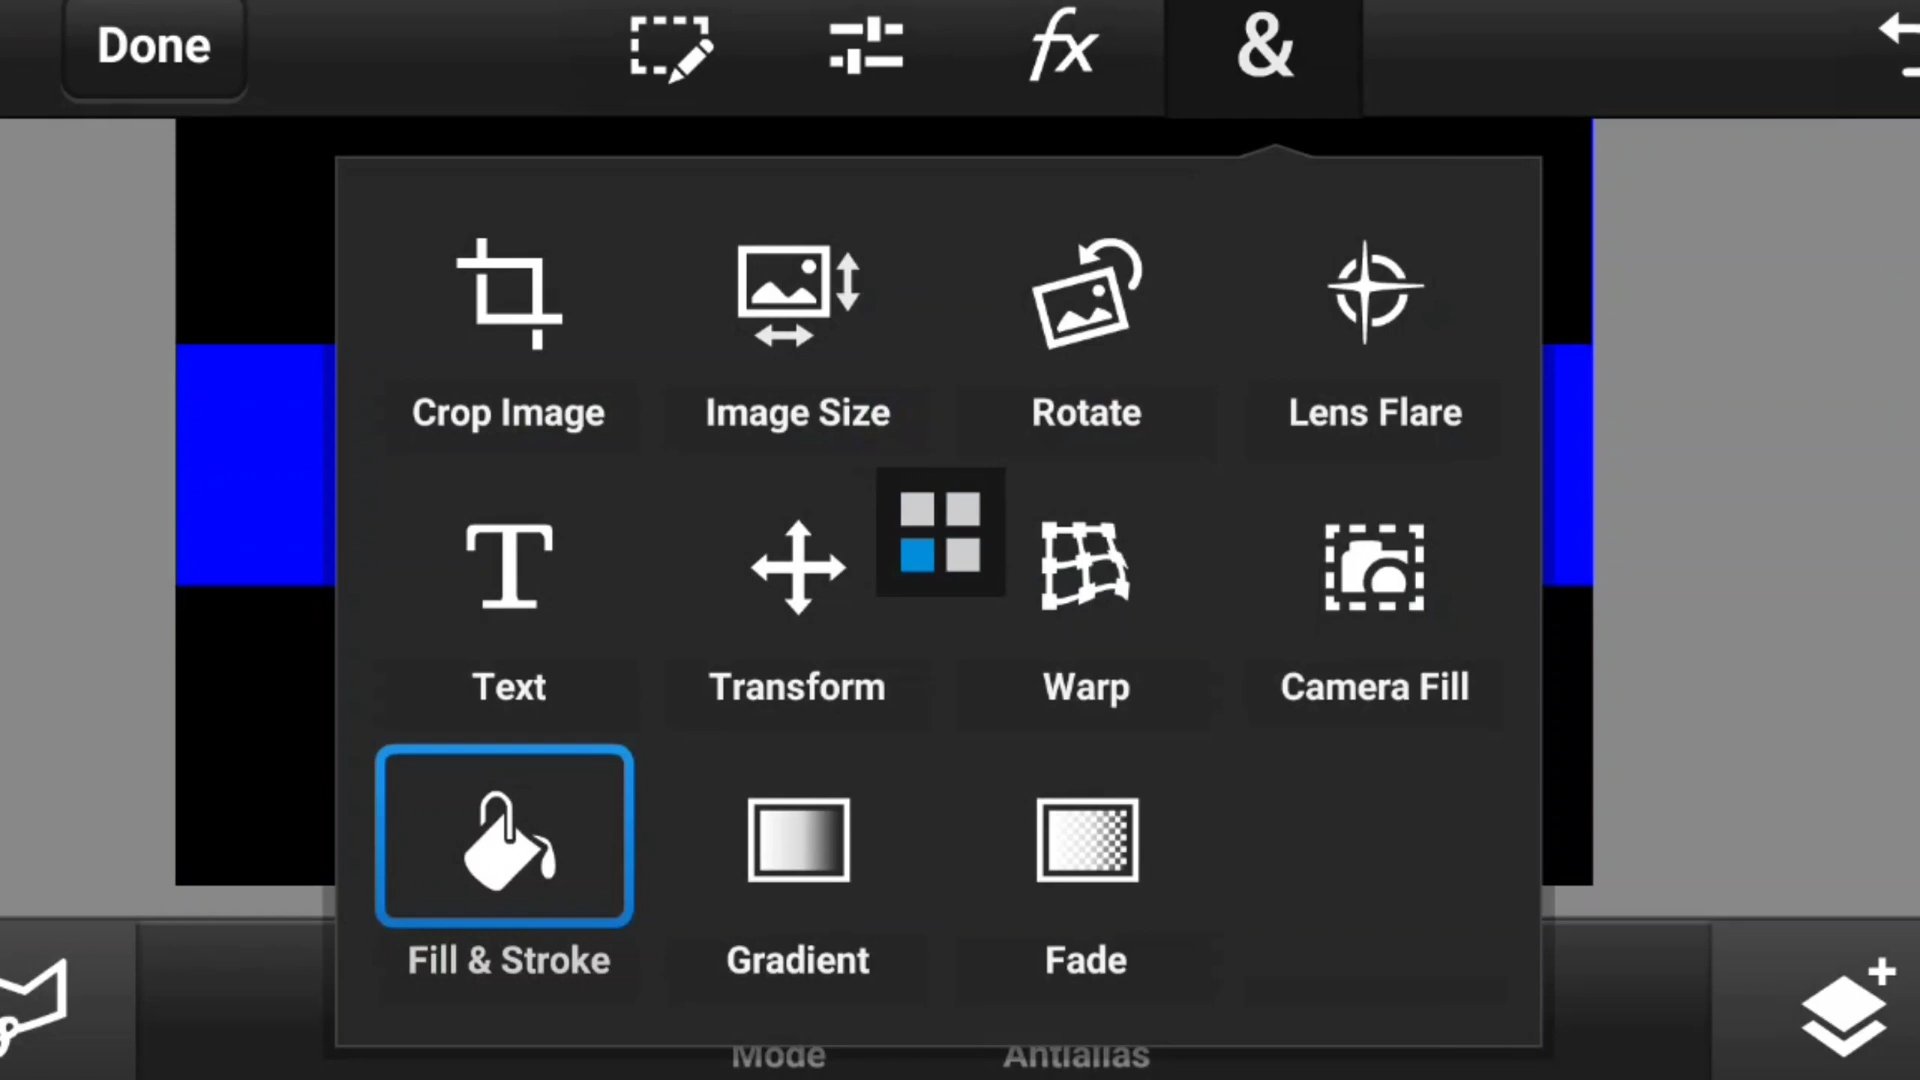 Done
fx
&
Crop Image
Image Size
Rotate
Lens Flare
Text
Transform
Warp
Camera Fill
Fill & Stroke
Gradient
Fade
Mode
Antialias